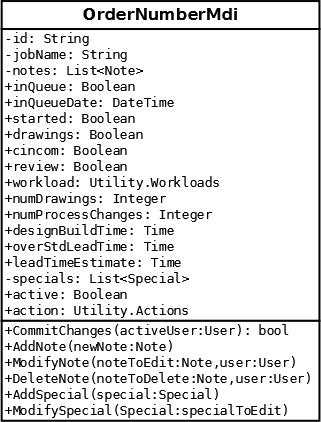 OrderNumberMdi
-id: String
-jobName: String
-notes: List<Note>
+inQueue: Boolean
+inQueueDate: DateTime
+started: Boolean
+drawings: Boolean
+cincom: Boolean
+review: Boolean
+workload: Utility.Workloads
+numDrawings: Integer
+numProcessChanges: Integer
+designBuildTime: Time
+overStdLeadTime: Time
+leadTimeEstimate: Time
-specials: List<Special>
+active: Boolean
+action: Utility.Actions
+CommitChanges(activeUser:User): bool
+AddNote(newNote:Note)
+ModifyNote(noteToEdit:Note,user:User)
+DeleteNote(noteToDelete:Note,user:User)
+AddSpecial(special:Special)
+ModifySpecial(Special:specialToEdit)